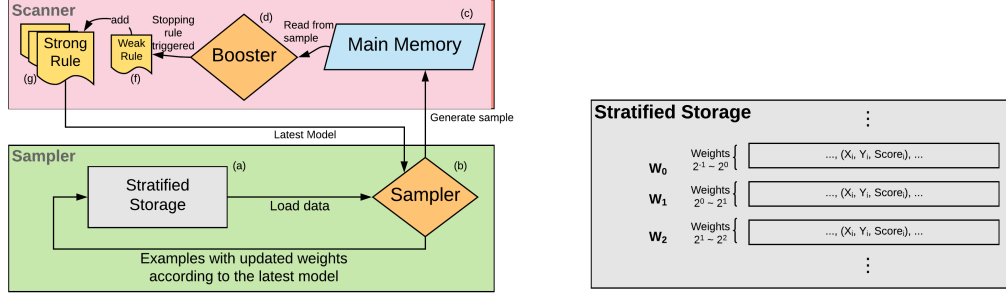 Scanner
(g)
Strong
Rule
add
Weak
Rule
(f)
Stopping
rule
triggered
(d)
Booster
Read from
sample
(c)
Main Memory
Latest Model
Generate sample
Sampler
(a)
Stratified
Storage
Load data
(b)
Sampler
Examples with updated weights
according to the latest model
Stratified Storage
⋮
W₀
Weights
2⁻¹ ~ 2⁰
..., (Xᵢ, Yᵢ, Scoreᵢ), ...
W₁
Weights
2⁰ ~ 2¹
..., (Xᵢ, Yᵢ, Scoreᵢ), ...
W₂
Weights
2¹ ~ 2²
..., (Xᵢ, Yᵢ, Scoreᵢ), ...
⋮